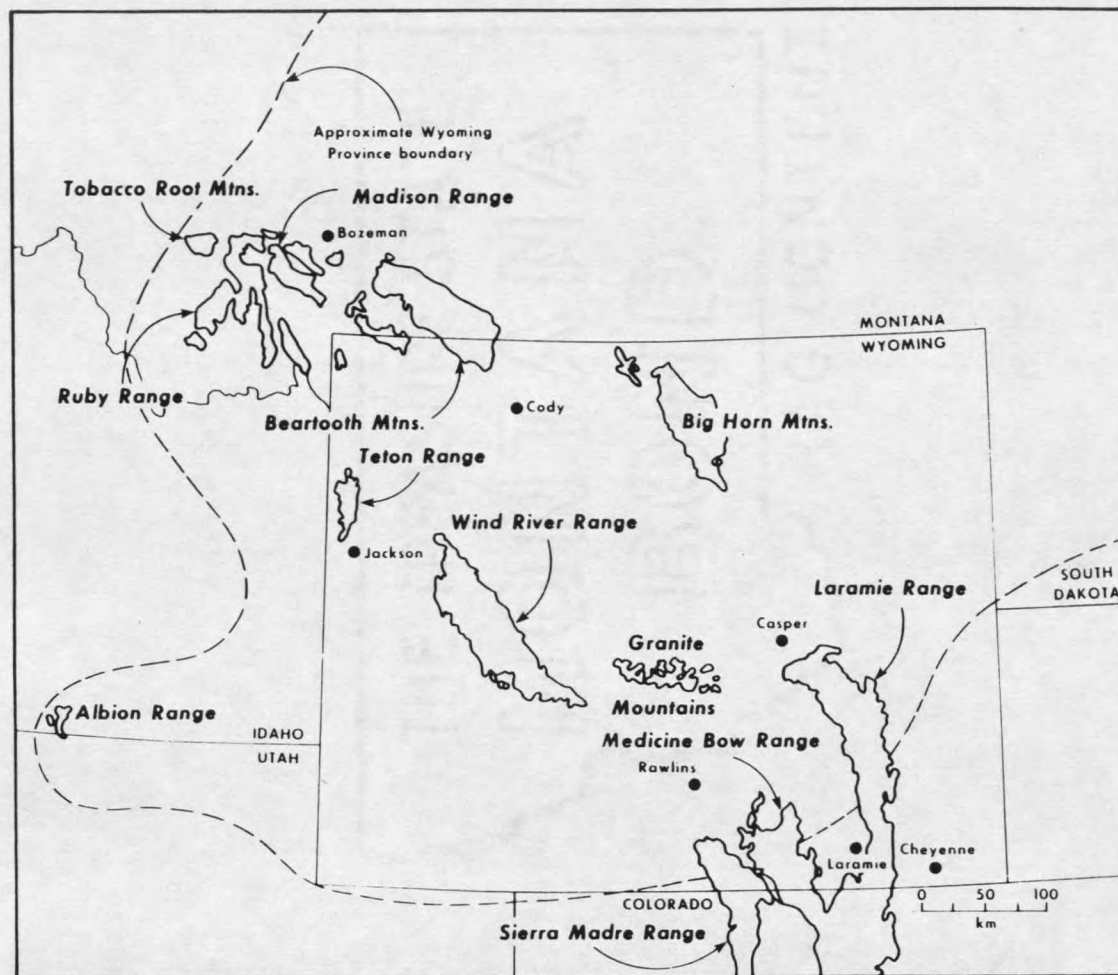 Approximate Wyoming
Province boundary
Tobacco Root Mtns.
Madison Range
Bozeman
MONTANA
WYOMING
Ruby Range
Beartooth Mtns.
Cody
Big Horn Mtns.
Teton Range
Wind River Range
Jackson
SOUTH
DAKOTA
Laramie Range
Casper
Granite
Mountains
Albion Range
IDAHO
UTAH
Medicine Bow Range
Rawlins
Laramie
Cheyenne
COLORADO
0 50 100
km
Sierra Madre Range